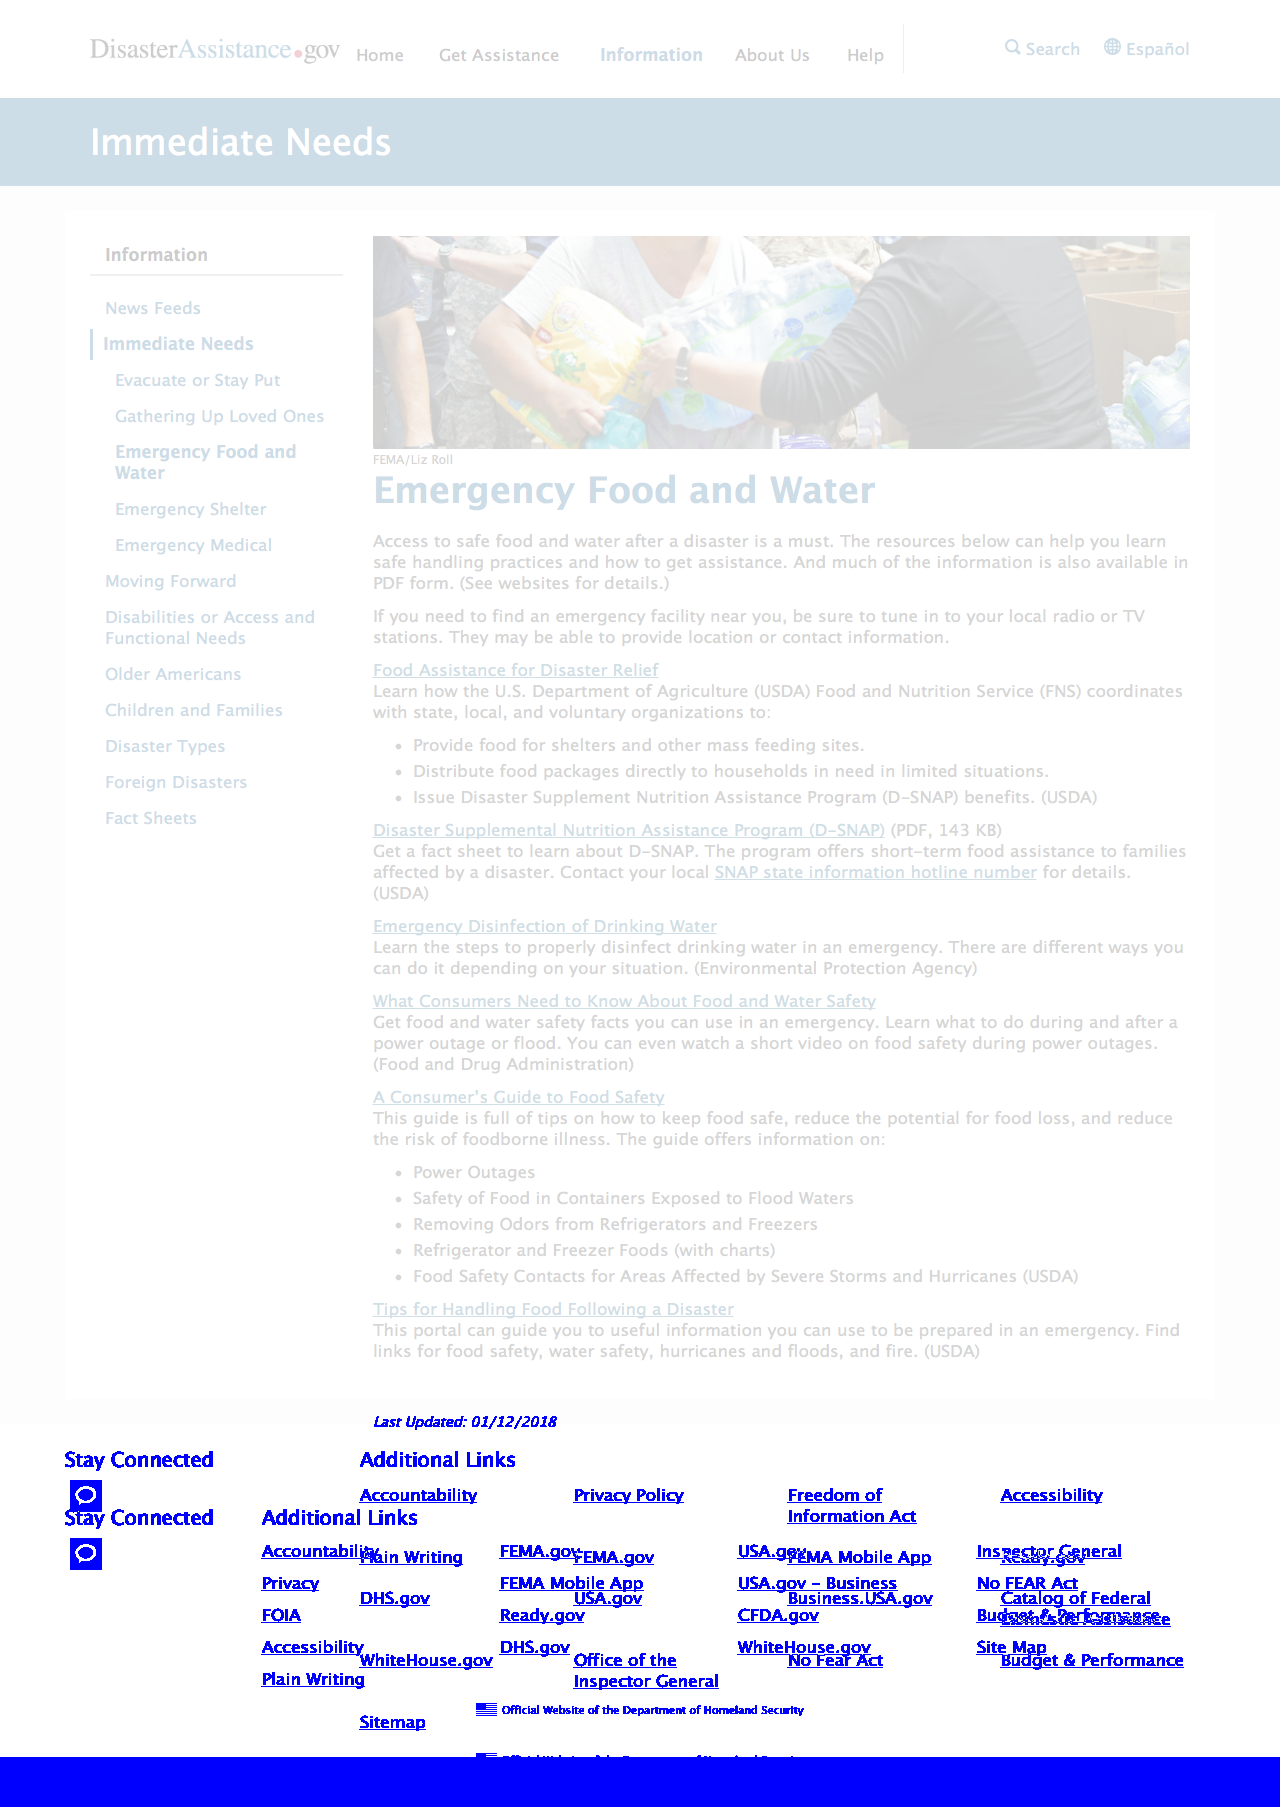 DisasterAssistance.gov Home Get Assistance Information About Us Help Search Español
Immediate Needs
Information
News Feeds
Immediate Needs
Evacuate or Stay Put
Gathering Up Loved Ones
Emergency Food and
Water
Emergency Shelter
Emergency Medical
Moving Forward
Disabilities or Access and
Functional Needs
Older Americans
Children and Families
Disaster Types
Foreign Disasters
Fact Sheets
FEMA/Liz Roll
Emergency Food and Water
Access to safe food and water after a disaster is a must. The resources below can help you learn
safe handling practices and how to get assistance. And much of the information is also available in
PDF form. (See websites for details.)
If you need to find an emergency facility near you, be sure to tune in to your local radio or TV
stations. They may be able to provide location or contact information.
Food Assistance for Disaster Relief
Learn how the U.S. Department of Agriculture (USDA) Food and Nutrition Service (FNS) coordinates
with state, local, and voluntary organizations to:
• Provide food for shelters and other mass feeding sites.
• Distribute food packages directly to households in need in limited situations.
• Issue Disaster Supplement Nutrition Assistance Program (D-SNAP) benefits. (USDA)
Disaster Supplemental Nutrition Assistance Program (D-SNAP) (PDF, 143 KB)
Get a fact sheet to learn about D-SNAP. The program offers short-term food assistance to families
affected by a disaster. Contact your local SNAP state information hotline number for details.
(USDA)
Emergency Disinfection of Drinking Water
Learn the steps to properly disinfect drinking water in an emergency. There are different ways you
can do it depending on your situation. (Environmental Protection Agency)
What Consumers Need to Know About Food and Water Safety
Get food and water safety facts you can use in an emergency. Learn what to do during and after a
power outage or flood. You can even watch a short video on food safety during power outages.
(Food and Drug Administration)
A Consumer's Guide to Food Safety
This guide is full of tips on how to keep food safe, reduce the potential for food loss, and reduce
the risk of foodborne illness. The guide offers information on:
• Power Outages
• Safety of Food in Containers Exposed to Flood Waters
• Removing Odors from Refrigerators and Freezers
• Refrigerator and Freezer Foods (with charts)
• Food Safety Contacts for Areas Affected by Severe Storms and Hurricanes (USDA)
Tips for Handling Food Following a Disaster
This portal can guide you to useful information you can use to be prepared in an emergency. Find
links for food safety, water safety, hurricanes and floods, and fire. (USDA)
Last Updated: 01/12/2018
Stay Connected Additional Links
Accountability Privacy Policy Freedom of Accessibility
Information Act
Stay Connected Additional Links
Accountability FEMA.gov USA.gov Inspector General
Plain Writing FEMA.gov FEMA Mobile App Ready.gov
Privacy FEMA Mobile App USA.gov - Business No FEAR Act
DHS.gov USA.gov Business.USA.gov Catalog of Federal
Domestic Assistance
FOIA Ready.gov CFDA.gov Budget & Performance
Accessibility DHS.gov WhiteHouse.gov Site Map
WhiteHouse.gov Office of the No Fear Act Budget & Performance
Inspector General
Plain Writing
Official Website of the Department of Homeland Security
Sitemap